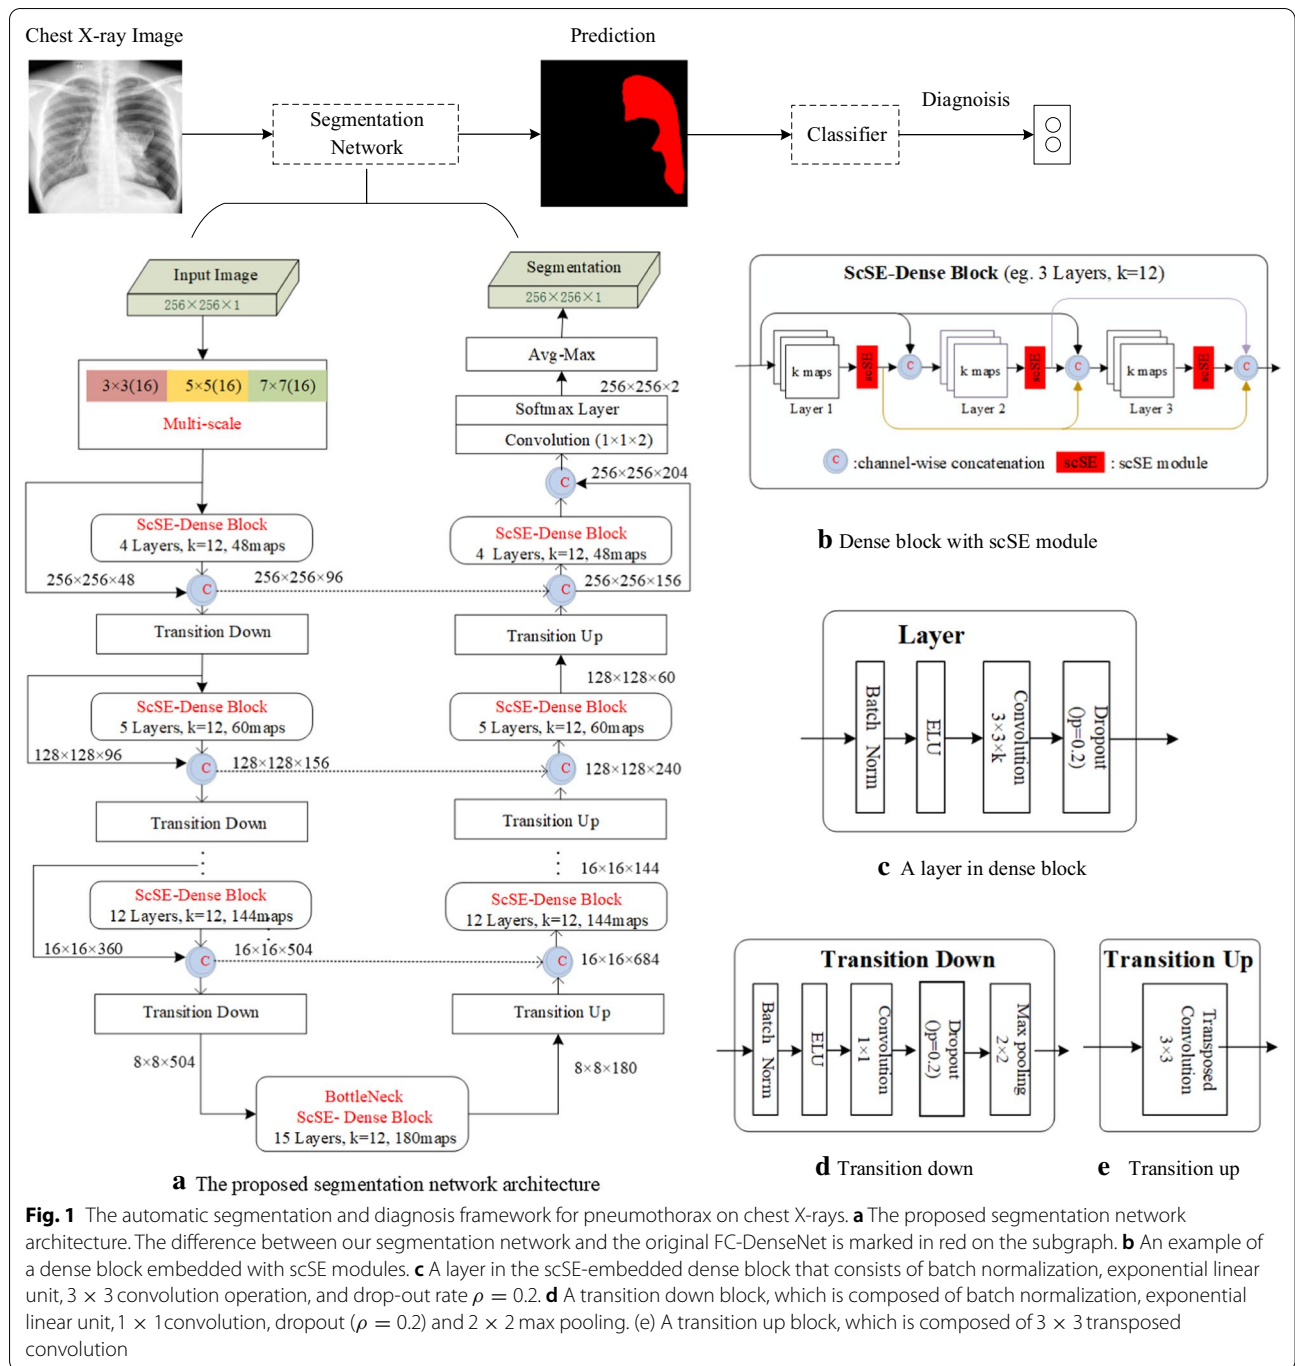 Chest X-ray Image
Prediction
Segmentation
Network
Classifier
Diagnoisis
Input Image
256×256×1
3×3(16) 5×5(16) 7×7(16)
Multi-scale
ScSE-Dense Block
4 Layers, k=12, 48maps
256×256×48
C
256×256×96
Transition Down
ScSE-Dense Block
5 Layers, k=12, 60maps
128×128×96
C
128×128×156
Transition Down
ScSE-Dense Block
12 Layers, k=12, 144maps
16×16×360
C
16×16×504
Transition Down
8×8×504
BottleNeck
ScSE- Dense Block
15 Layers, k=12, 180maps
8×8×180
Transition Up
C
16×16×684
ScSE-Dense Block
12 Layers, k=12, 144maps
16×16×144
Transition Up
C
128×128×240
ScSE-Dense Block
5 Layers, k=12, 60maps
128×128×60
Transition Up
C
256×256×156
ScSE-Dense Block
4 Layers, k=12, 48maps
C
256×256×204
Convolution (1×1×2)
Softmax Layer
256×256×2
Avg-Max
Segmentation
256×256×1
a The proposed segmentation network architecture
ScSE-Dense Block (eg. 3 Layers, k=12)
k maps
scSE
C
k maps
scSE
C
k maps
scSE
C
Layer 1
Layer 2
Layer 3
C :channel-wise concatenation scSE : scSE module
b Dense block with scSE module
Layer
Batch Norm
ELU
Convolution
3×3×k
Dropout
(p=0.2)
c A layer in dense block
Transition Down
Batch Norm
ELU
Convolution
1×1
Dropout
(p=0.2)
Max pooling
2×2
d Transition down
Transition Up
Transposed
Convolution
3×3
e Transition up
Fig. 1 The automatic segmentation and diagnosis framework for pneumothorax on chest X-rays. a The proposed segmentation network
architecture. The difference between our segmentation network and the original FC-DenseNet is marked in red on the subgraph. b An example of
a dense block embedded with scSE modules. c A layer in the scSE-embedded dense block that consists of batch normalization, exponential linear
unit, 3 × 3 convolution operation, and drop-out rate ρ = 0.2. d A transition down block, which is composed of batch normalization, exponential
linear unit, 1 × 1convolution, dropout (ρ = 0.2) and 2 × 2 max pooling. (e) A transition up block, which is composed of 3 × 3 transposed
convolution